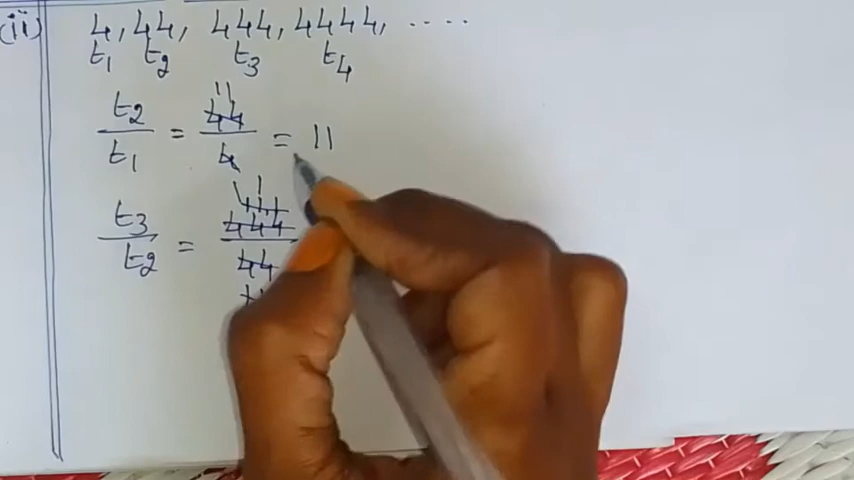 (ii) 4, 44, 444, 4444, .....
t1 t2 t3 t4
t2/t1 = 44/4 = 11
t3/t2 = 444/44